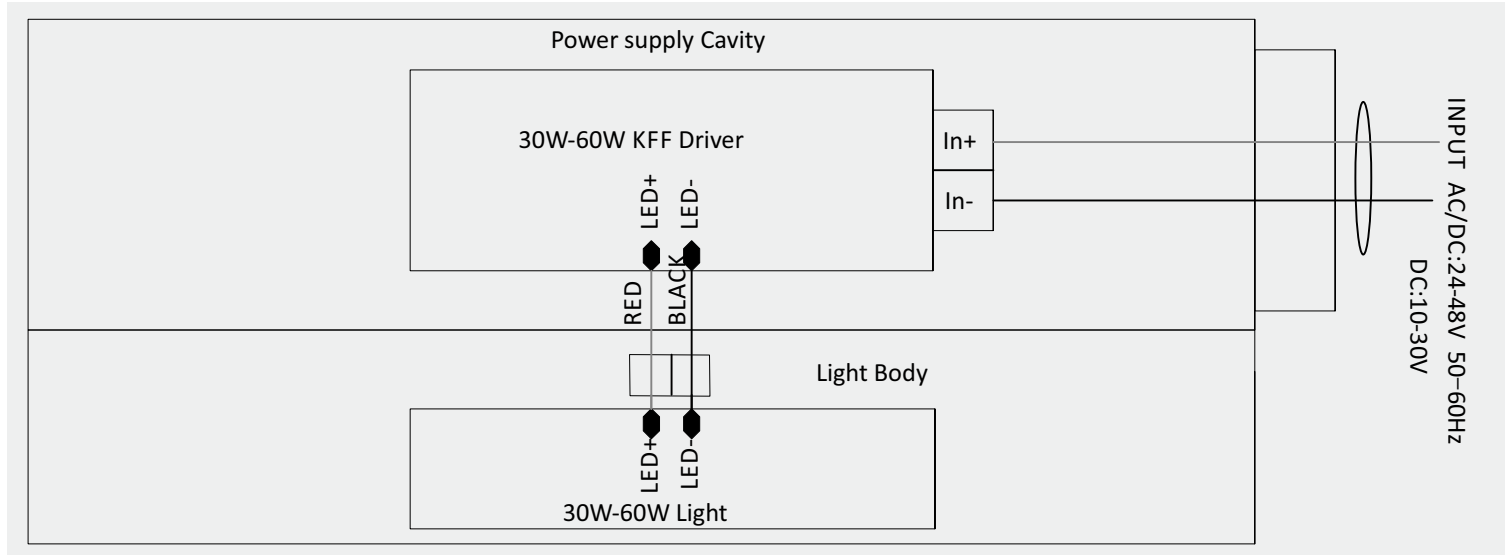 Power supply Cavity
30W-60W KFF Driver
In+
In-
LED+
LED-
RED
BLACK
Light Body
LED+
LED-
30W-60W Light
INPUT AC/DC:24-48V 50-60Hz
DC:10-30V